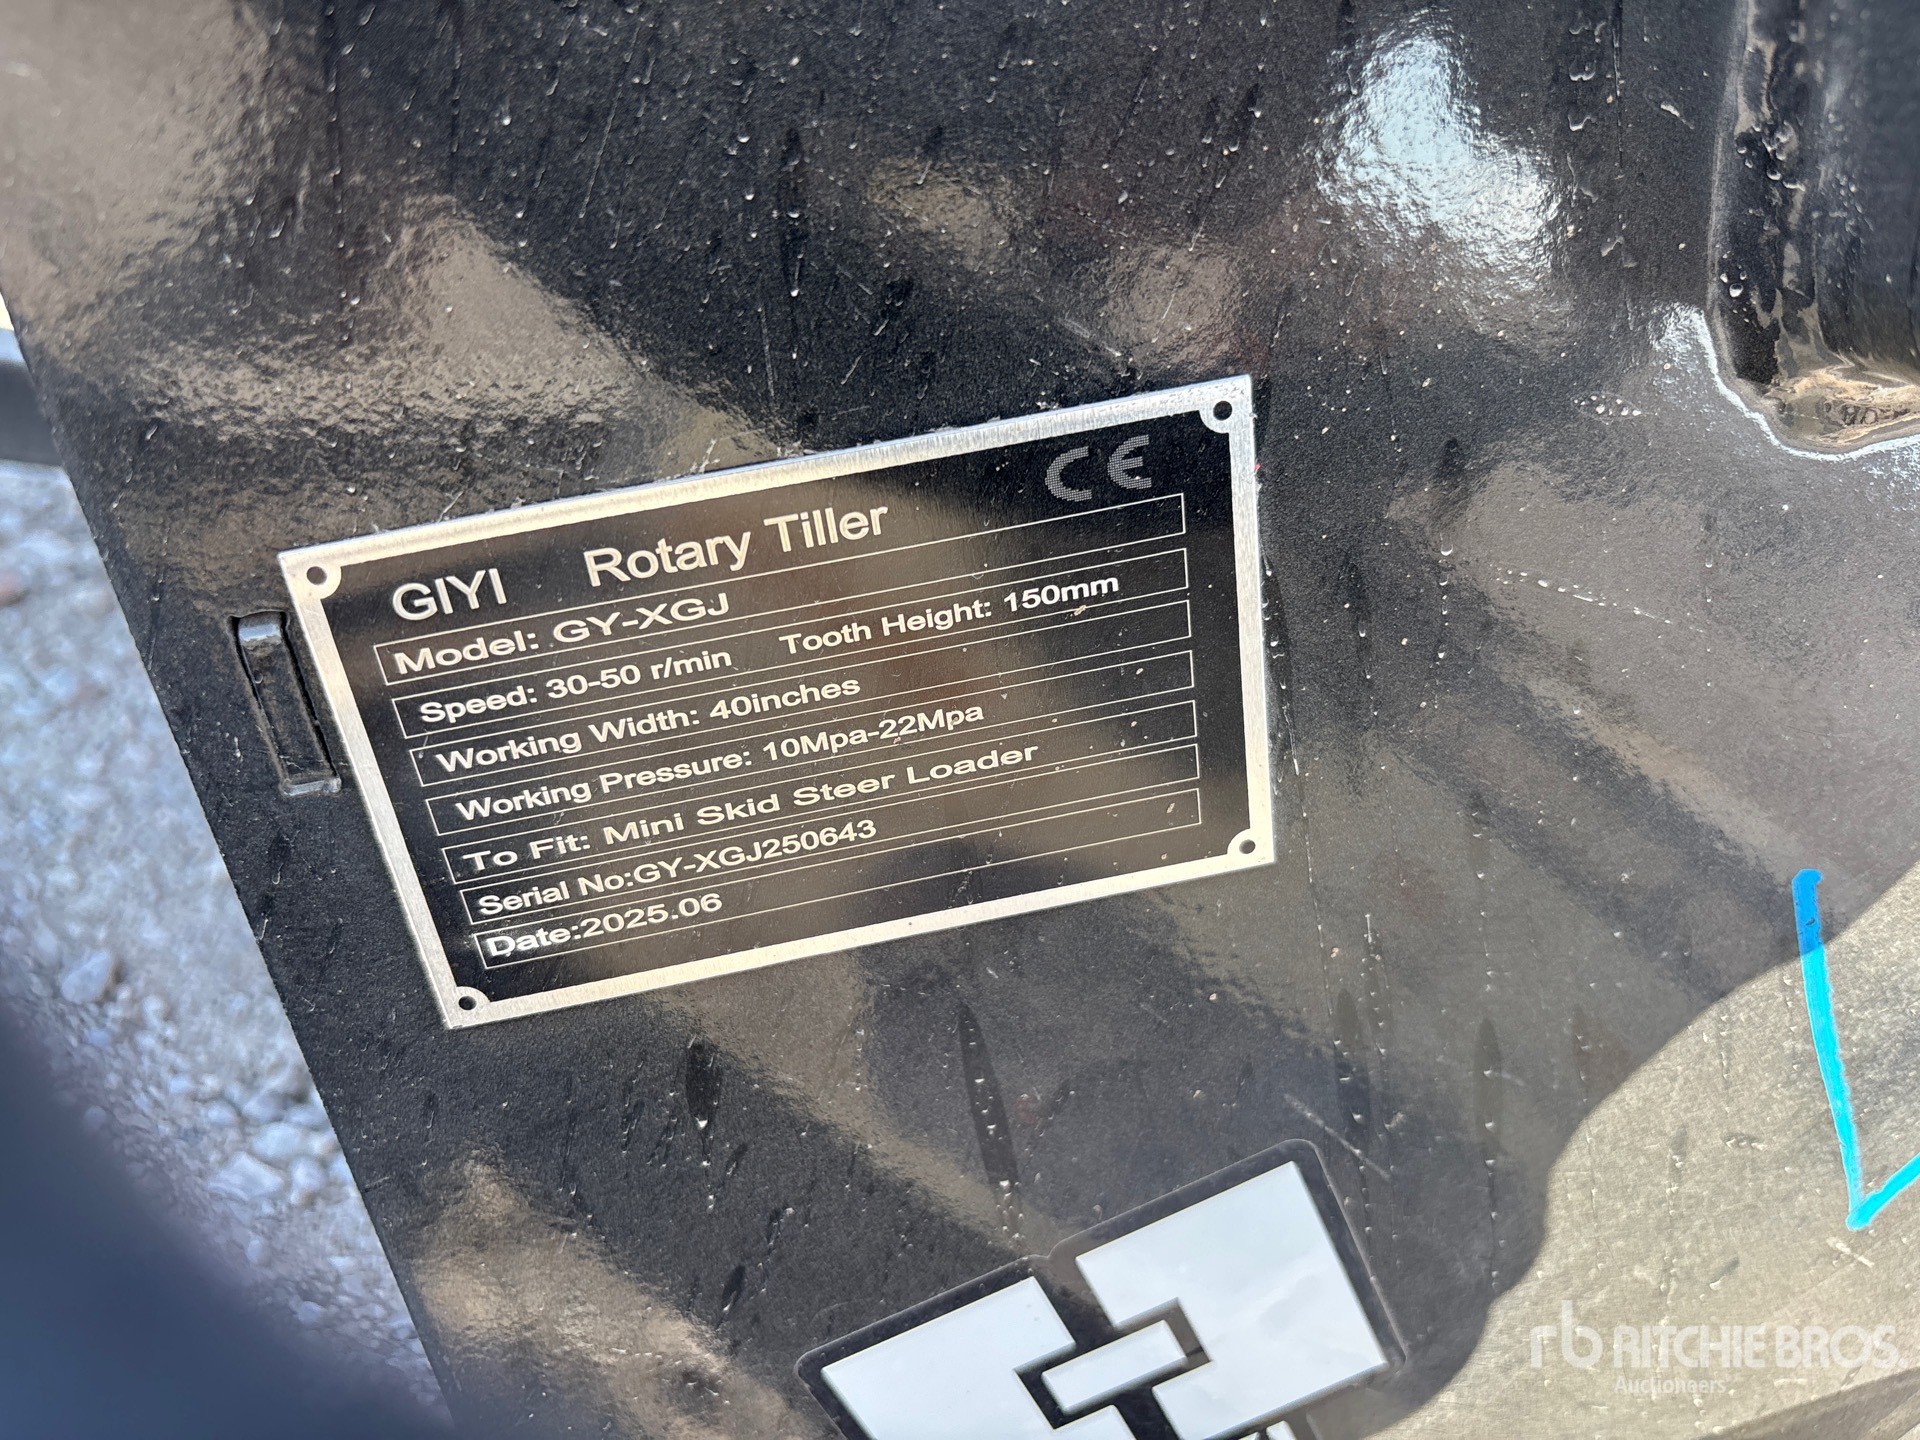 CE
GIYI Rotary Tiller
Model: GY-XGJ
Speed: 30-50 r/min Tooth Height: 150mm
Working Width: 40inches
Working Pressure: 10Mpa-22Mpa
To Fit: Mini Skid Steer Loader
Serial No:GY-XGJ250643
Date:2025.06
rb RITCHIE BROS.
Auctioneers